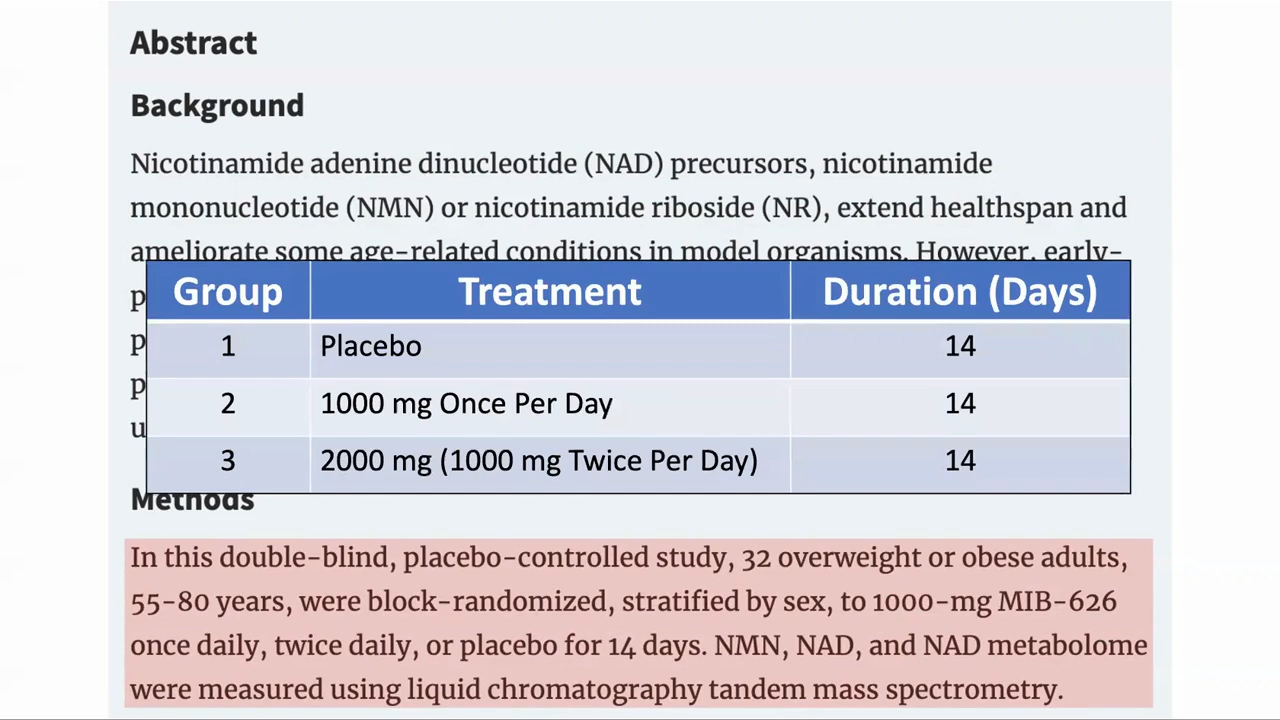 Abstract
Background
Nicotinamide adenine dinucleotide (NAD) precursors, nicotinamide
mononucleotide (NMN) or nicotinamide riboside (NR), extend healthspan and
ameliorate some age-related conditions in model organisms. However, early-
p
p
p
u
Group Treatment Duration (Days)
1 Placebo 14
2 1000 mg Once Per Day 14
3 2000 mg (1000 mg Twice Per Day) 14
Methods
In this double-blind, placebo-controlled study, 32 overweight or obese adults,
55-80 years, were block-randomized, stratified by sex, to 1000-mg MIB-626
once daily, twice daily, or placebo for 14 days. NMN, NAD, and NAD metabolome
were measured using liquid chromatography tandem mass spectrometry.